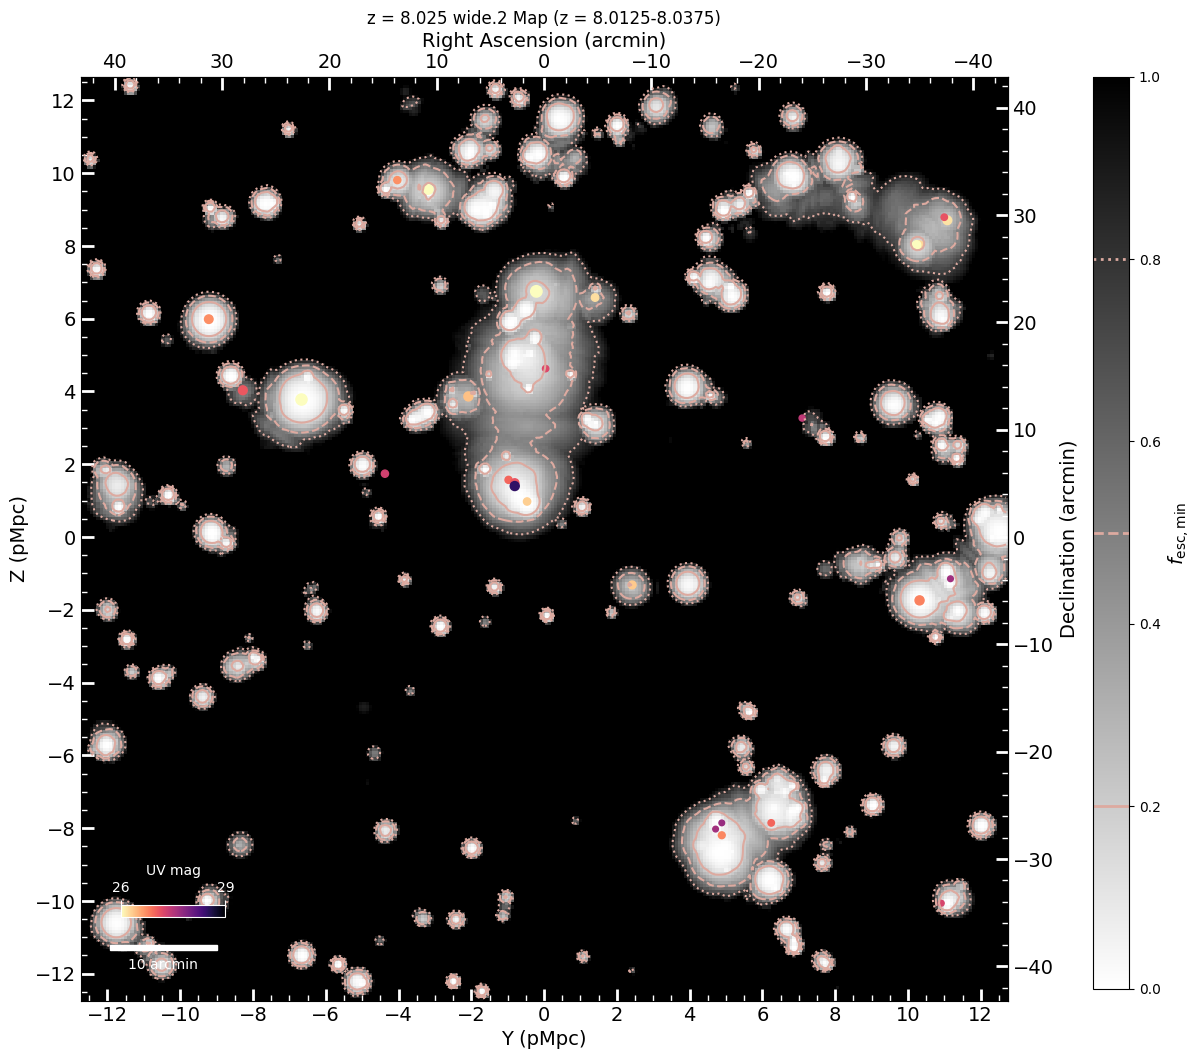 z = 8.025 wide.2 Map (z = 8.0125-8.0375)
Right Ascension (arcmin)
40 30 20 10 0 −10 −20 −30 −40
12
10
8
6
4
2
0
−2
−4
−6
−8
−10
−12
Z (pMpc)
UV mag
26 29
10 arcmin
−12 −10 −8 −6 −4 −2 0 2 4 6 8 10 12
Y (pMpc)
40
30
20
10
0
−10
−20
−30
−40
Declination (arcmin)
1.0
0.8
0.6
0.4
0.2
0.0
fesc,min